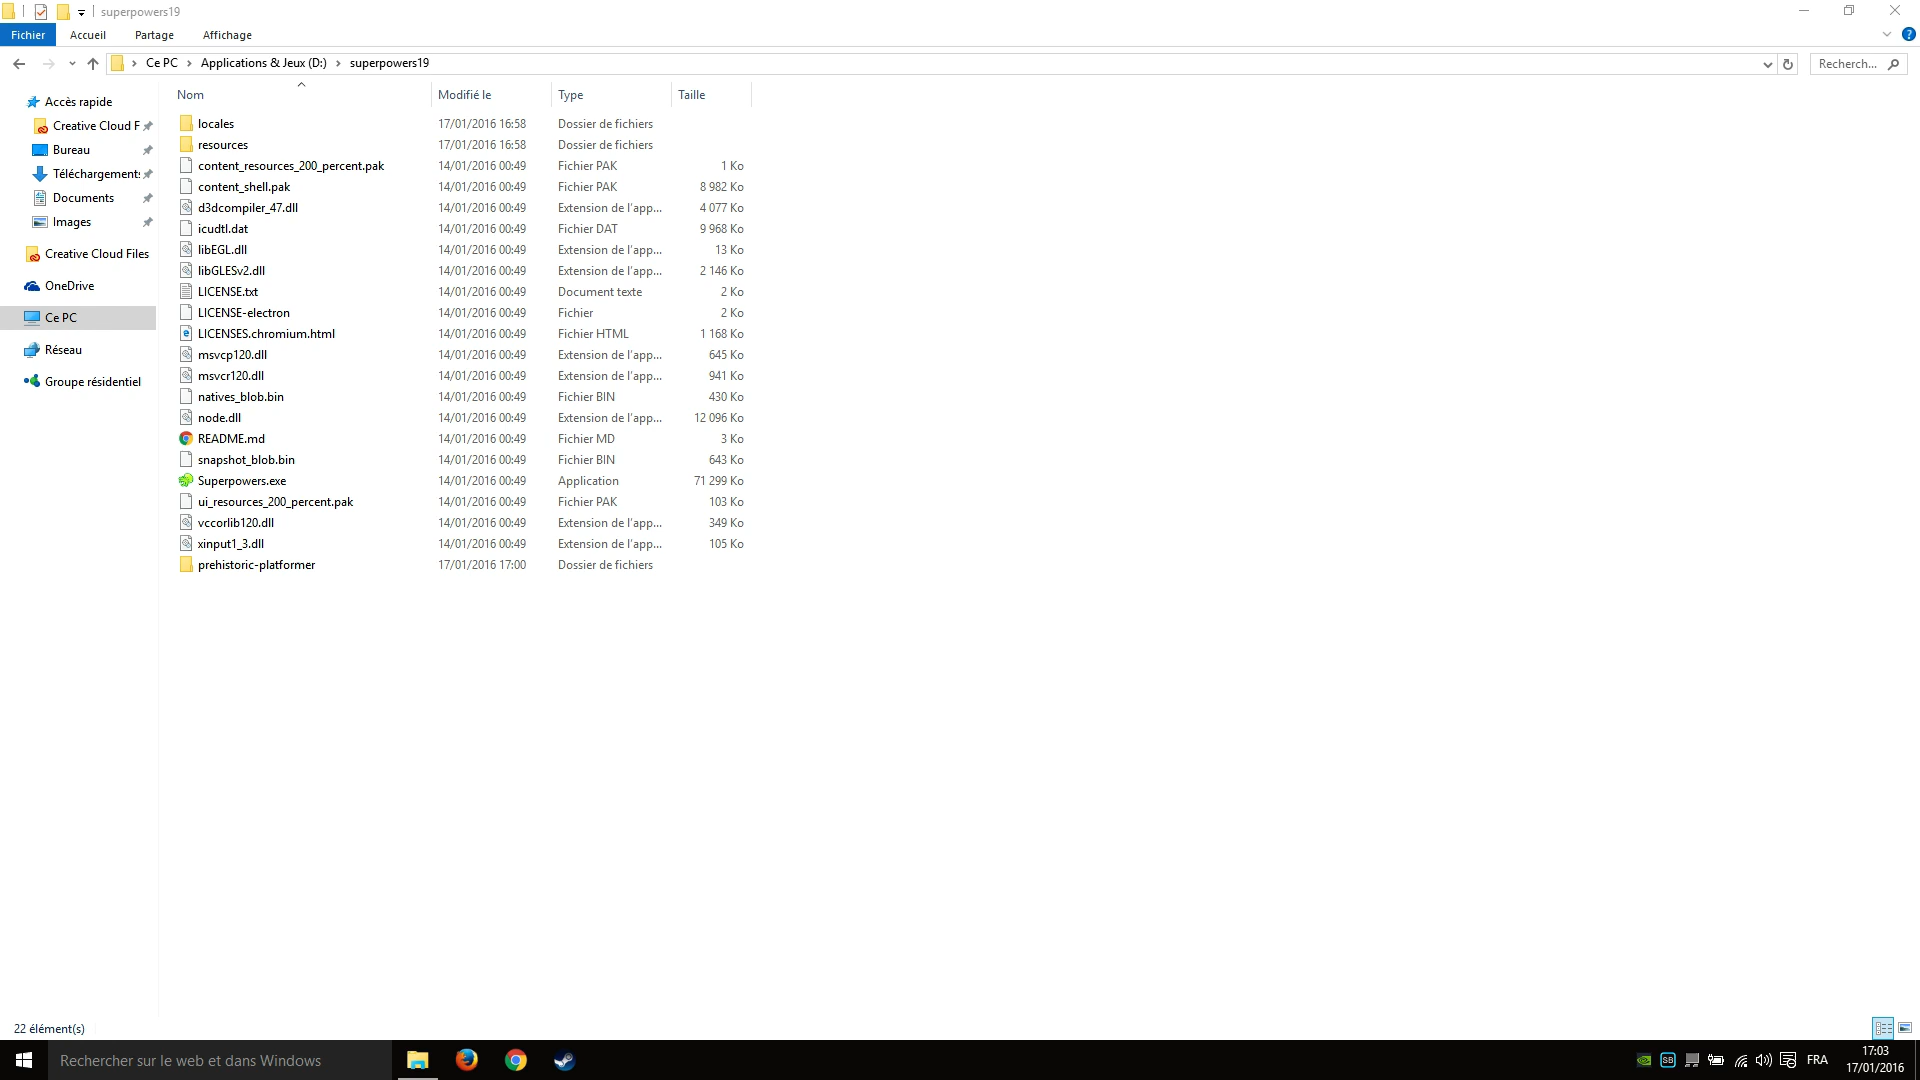 superpowers19
Fichier Accueil Partage Affichage
Ce PC Applications & Jeux (D:) superpowers19 Recherch...
Nom Modifié le Type Taille
Accès rapide
Creative Cloud F
Bureau
Téléchargements
Documents
Images
Creative Cloud Files
OneDrive
Ce PC
Réseau
Groupe résidentiel
locales 17/01/2016 16:58 Dossier de fichiers
resources 17/01/2016 16:58 Dossier de fichiers
content_resources_200_percent.pak 14/01/2016 00:49 Fichier PAK 1 Ko
content_shell.pak 14/01/2016 00:49 Fichier PAK 8 982 Ko
d3dcompiler_47.dll 14/01/2016 00:49 Extension de l'app... 4 077 Ko
icudtl.dat 14/01/2016 00:49 Fichier DAT 9 968 Ko
libEGL.dll 14/01/2016 00:49 Extension de l'app... 13 Ko
libGLESv2.dll 14/01/2016 00:49 Extension de l'app... 2 146 Ko
LICENSE.txt 14/01/2016 00:49 Document texte 2 Ko
LICENSE-electron 14/01/2016 00:49 Fichier 2 Ko
LICENSES.chromium.html 14/01/2016 00:49 Fichier HTML 1 168 Ko
msvcp120.dll 14/01/2016 00:49 Extension de l'app... 645 Ko
msvcr120.dll 14/01/2016 00:49 Extension de l'app... 941 Ko
natives_blob.bin 14/01/2016 00:49 Fichier BIN 430 Ko
node.dll 14/01/2016 00:49 Extension de l'app... 12 096 Ko
README.md 14/01/2016 00:49 Fichier MD 3 Ko
snapshot_blob.bin 14/01/2016 00:49 Fichier BIN 643 Ko
Superpowers.exe 14/01/2016 00:49 Application 71 299 Ko
ui_resources_200_percent.pak 14/01/2016 00:49 Fichier PAK 103 Ko
vccorlib120.dll 14/01/2016 00:49 Extension de l'app... 349 Ko
xinput1_3.dll 14/01/2016 00:49 Extension de l'app... 105 Ko
prehistoric-platformer 17/01/2016 17:00 Dossier de fichiers
22 élément(s)
Rechercher sur le web et dans Windows
SB
FRA
17:03
17/01/2016